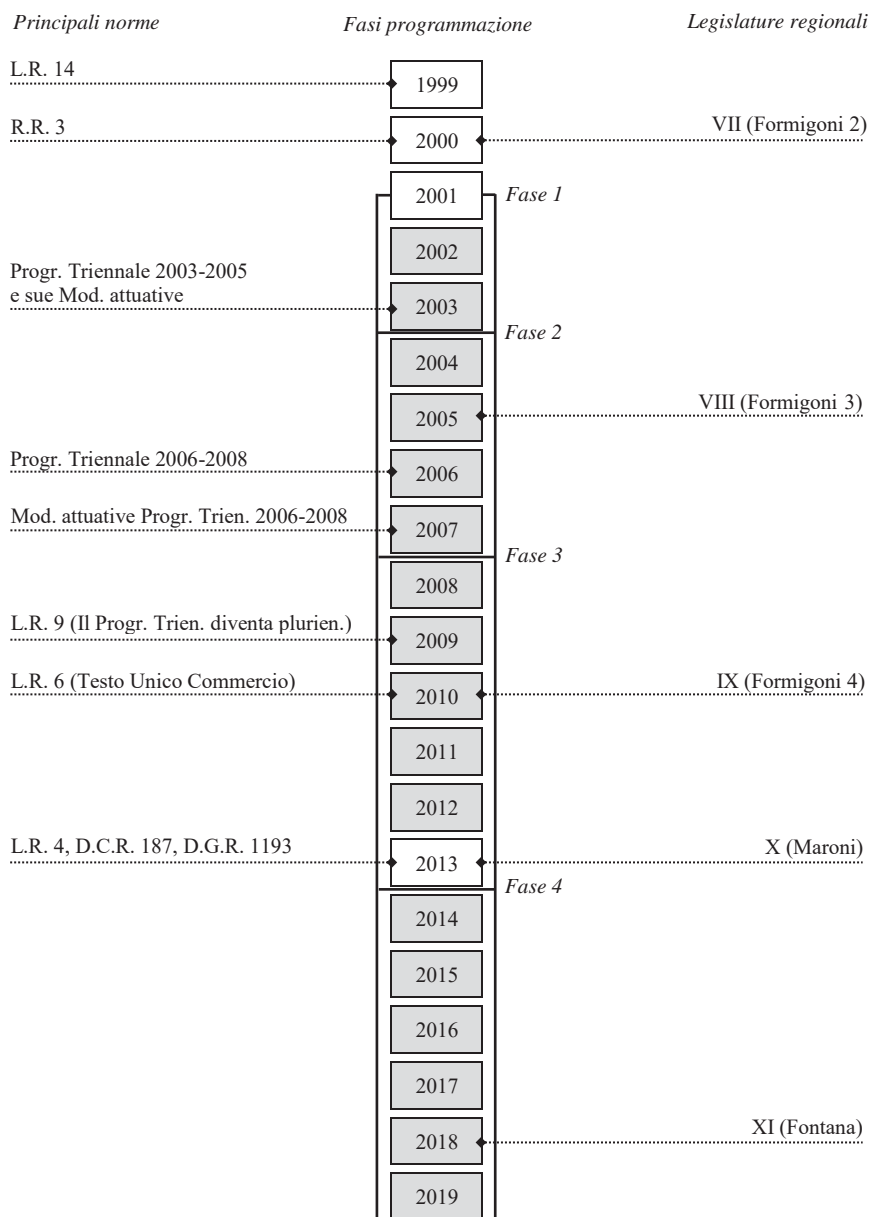 Principali norme
Fasi programmazione
Legislature regionali
L.R. 14
1999
R.R. 3
2000
VII (Formigoni 2)
2001
Fase 1
2002
Progr. Triennale 2003-2005
e sue Mod. attuative
2003
Fase 2
2004
2005
VIII (Formigoni 3)
Progr. Triennale 2006-2008
2006
Mod. attuative Progr. Trien. 2006-2008
2007
Fase 3
2008
L.R. 9 (Il Progr. Trien. diventa plurien.)
2009
L.R. 6 (Testo Unico Commercio)
2010
IX (Formigoni 4)
2011
2012
L.R. 4, D.C.R. 187, D.G.R. 1193
2013
X (Maroni)
Fase 4
2014
2015
2016
2017
2018
XI (Fontana)
2019